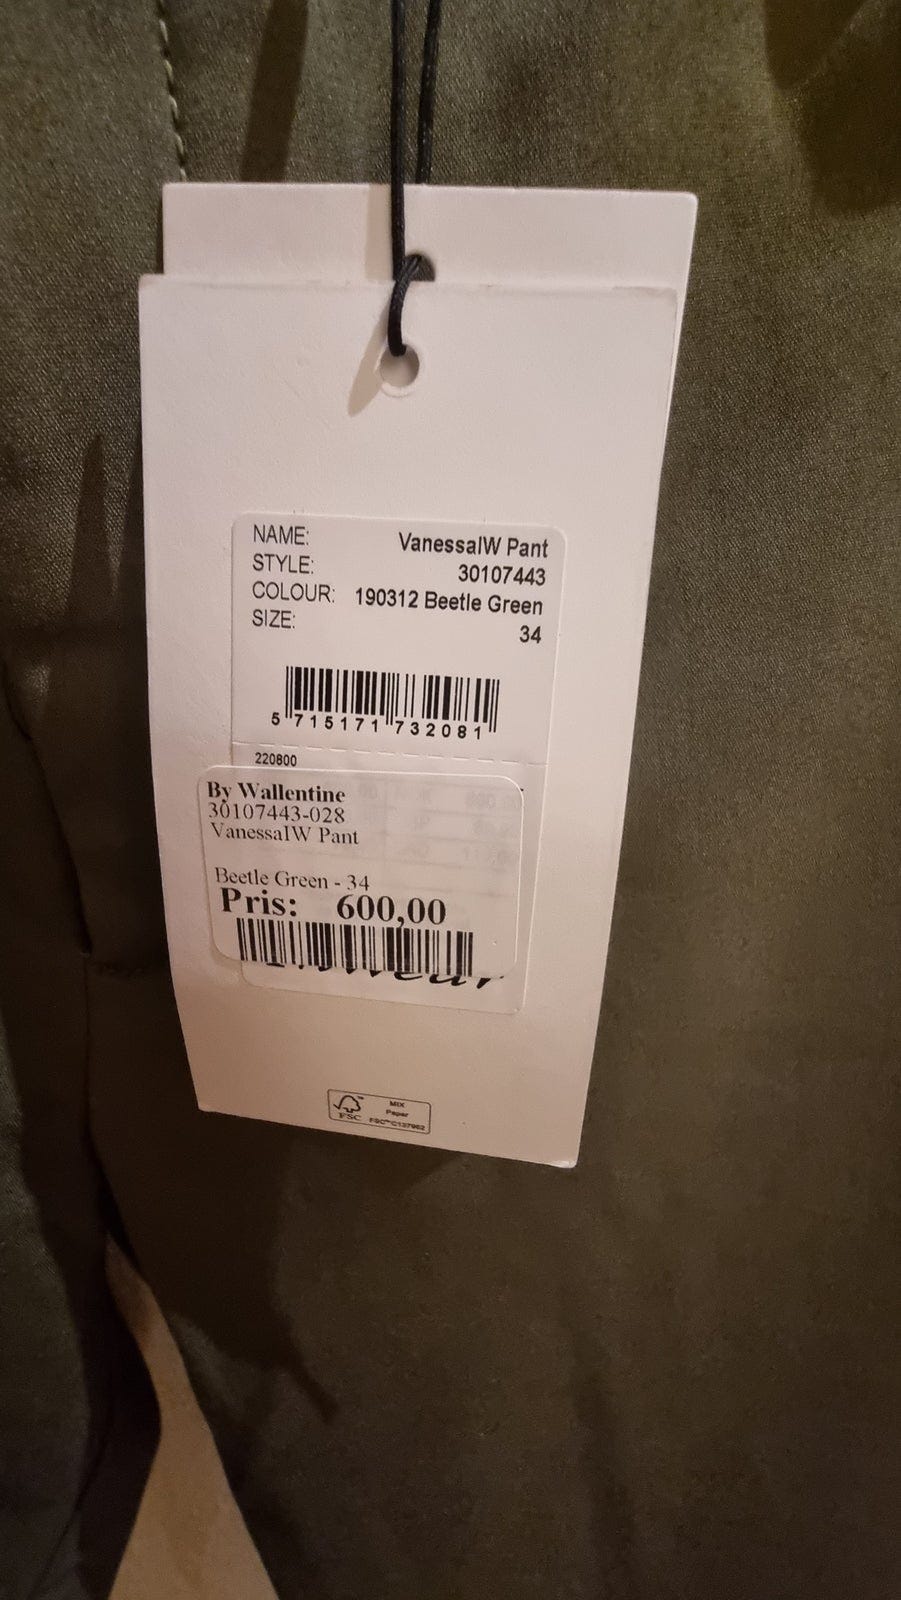 NAME: VanessaIW Pant
STYLE: 30107443
COLOUR: 190312 Beetle Green
SIZE: 34
5 715171 732081
220800
By Wallentine
30107443-028
VanessaIW Pant
Beetle Green - 34
Pris: 600,00
FSC
MIX
Paper